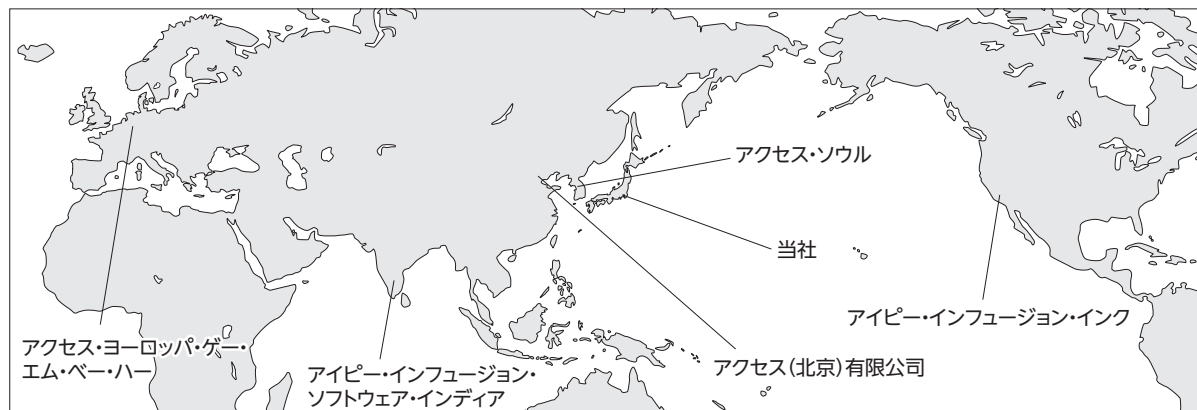 アクセス・ソウル
当社
アイピー・インフュージョン・インク
アクセス・ヨーロッパ・ゲー・
エム・ベー・ハー
アクセス(北京)有限公司
アイピー・インフュージョン・
ソフトウェア・インディア